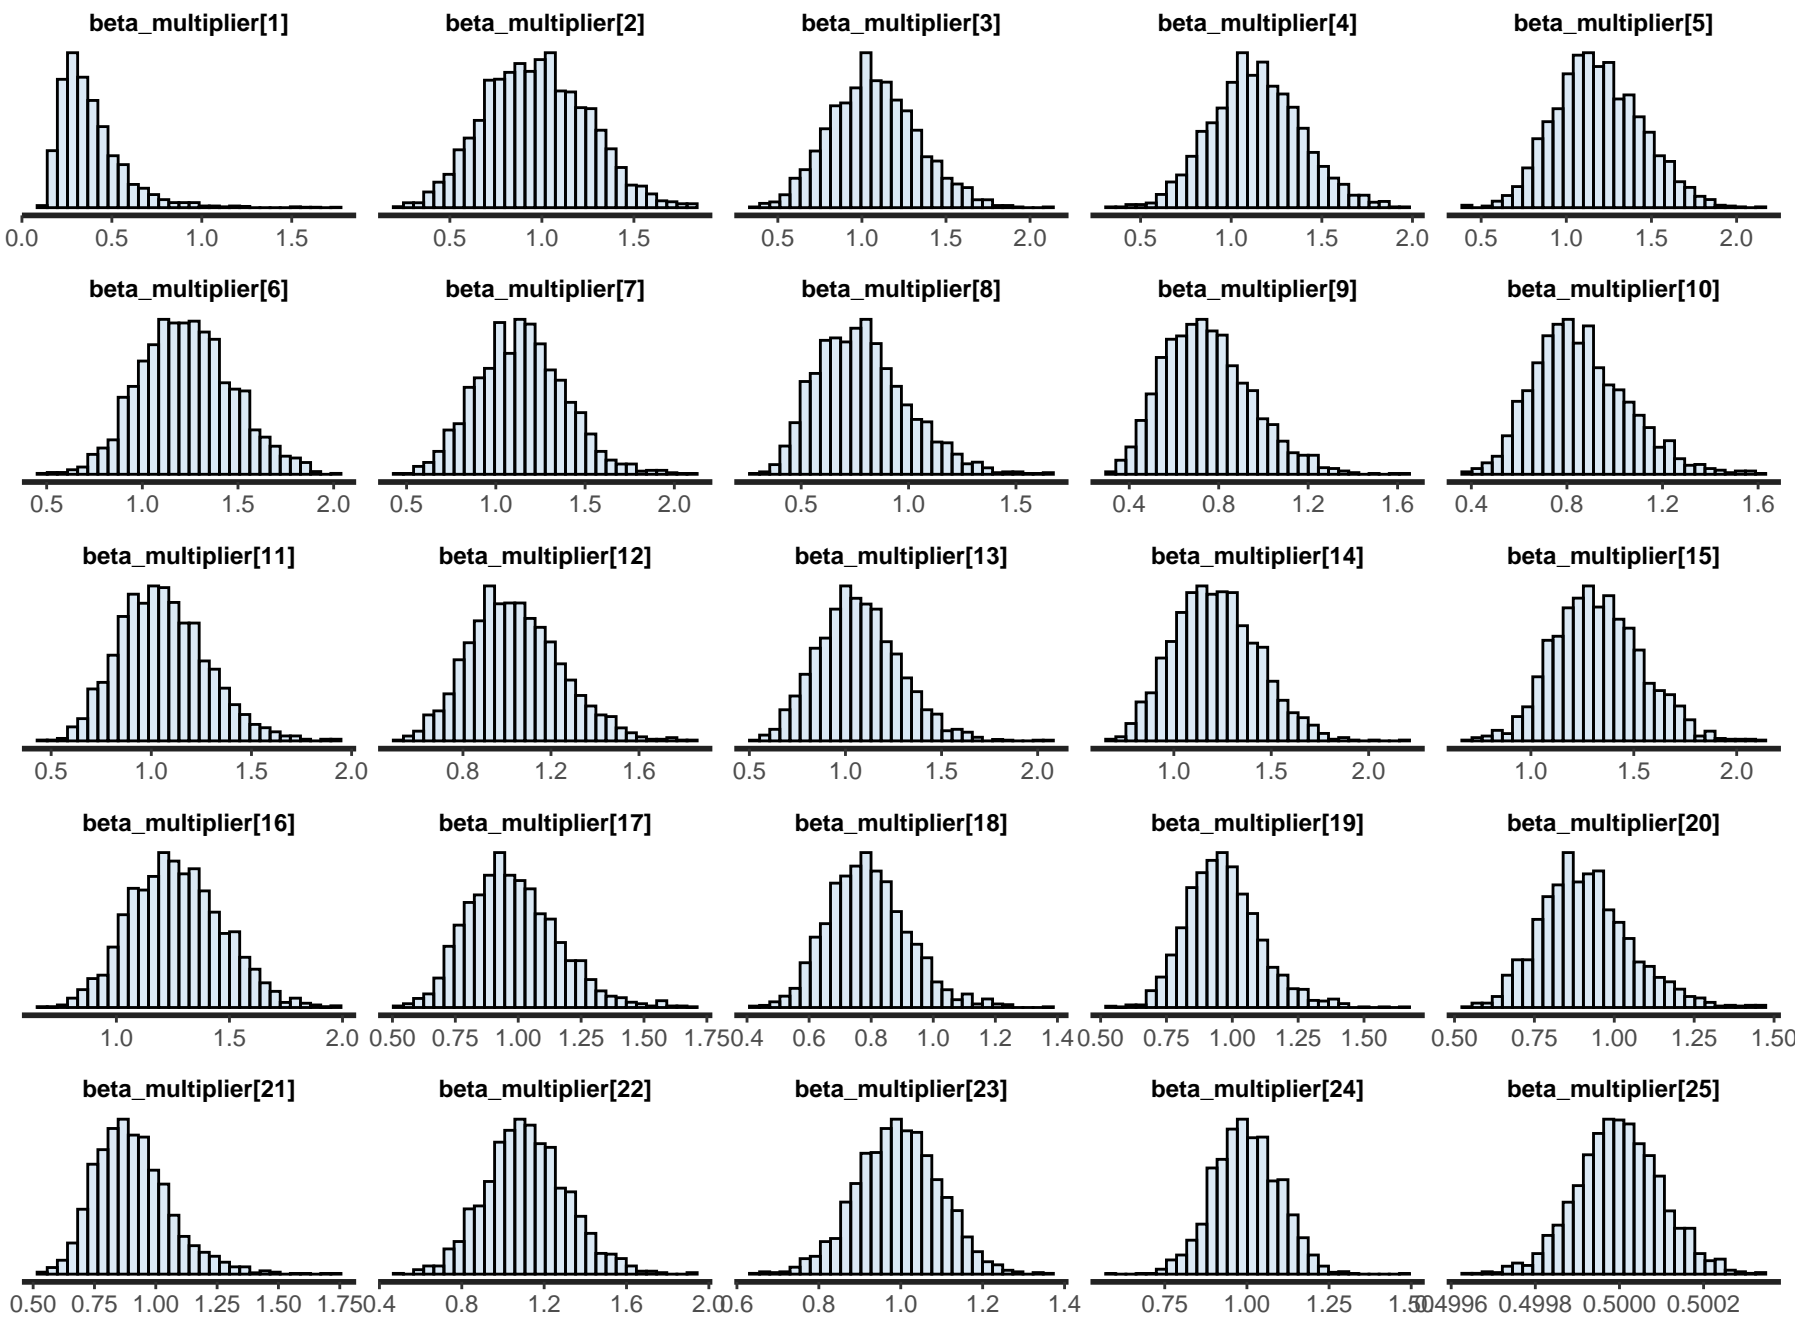 beta_multiplier[1] beta_multiplier[2] beta_multiplier[3] beta_multiplier[4] beta_multiplier[5]
0.0 0.5 1.0 1.5 0.5 1.0 1.5 0.5 1.0 1.5 2.0 0.5 1.0 1.5 2.0 0.5 1.0 1.5 2.0
beta_multiplier[6] beta_multiplier[7] beta_multiplier[8] beta_multiplier[9] beta_multiplier[10]
0.5 1.0 1.5 2.0 0.5 1.0 1.5 2.0 0.5 1.0 1.5 0.4 0.8 1.2 1.6 0.4 0.8 1.2 1.6
beta_multiplier[11] beta_multiplier[12] beta_multiplier[13] beta_multiplier[14] beta_multiplier[15]
0.5 1.0 1.5 2.0 0.8 1.2 1.6 0.5 1.0 1.5 2.0 1.0 1.5 2.0 1.0 1.5 2.0
beta_multiplier[16] beta_multiplier[17] beta_multiplier[18] beta_multiplier[19] beta_multiplier[20]
1.0 1.5 2.0 0.50 0.75 1.00 1.25 1.50 1.75 0.4 0.6 0.8 1.0 1.2 1.4 0.50 0.75 1.00 1.25 1.50 0.50 0.75 1.00 1.25 1.50
beta_multiplier[21] beta_multiplier[22] beta_multiplier[23] beta_multiplier[24] beta_multiplier[25]
0.50 0.75 1.00 1.25 1.50 1.75 0.4 0.8 1.2 1.6 2.0 0.6 0.8 1.0 1.2 1.4 0.75 1.00 1.25 1.50 0.4996 0.4998 0.5000 0.5002